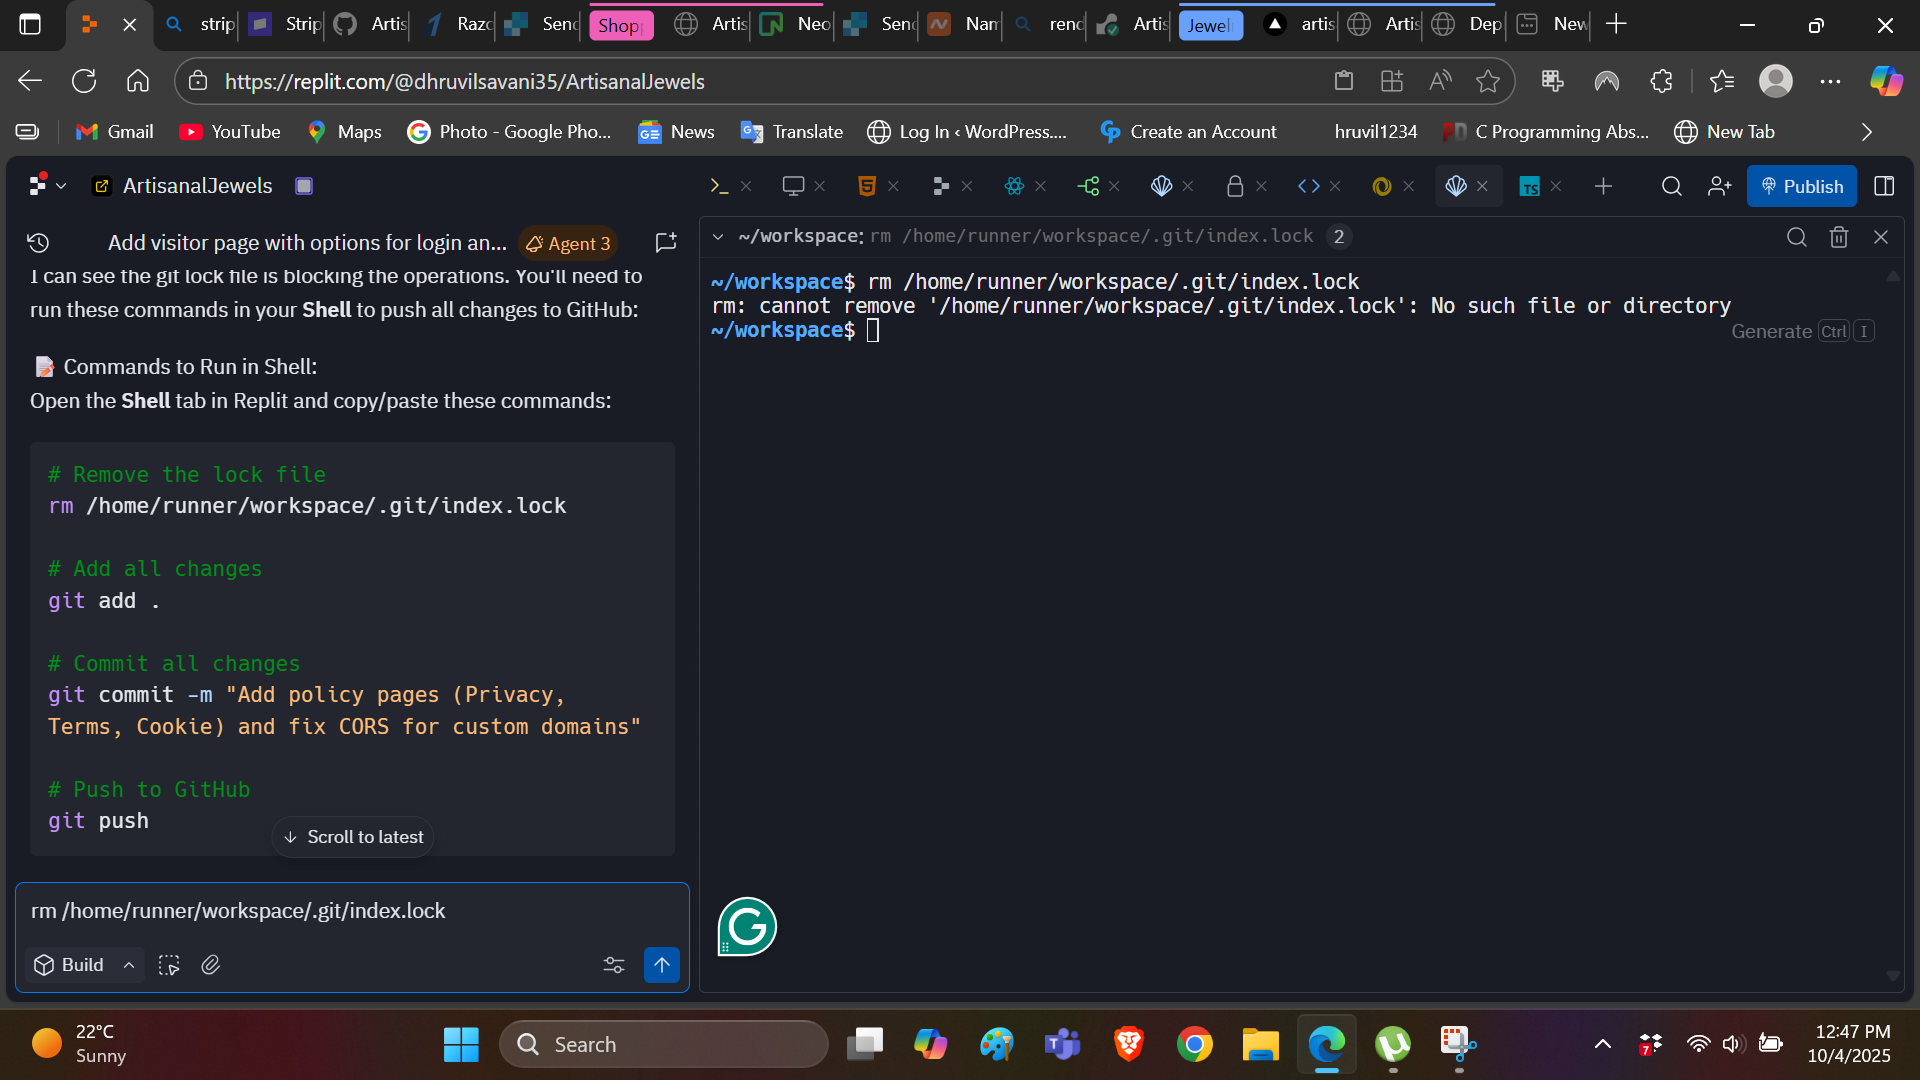 strip
Strip
Artis
Razo
Send
Shopp
Artis
Neo
Send
Nam
rend
Artis
Jewel
artis
Artis
Dep
New
https://replit.com/@dhruvilsavani35/ArtisanalJewels
Gmail
YouTube
Maps
Photo - Google Pho...
News
Translate
Log In ‹ WordPress....
Create an Account
hruvil1234
C Programming Abs...
New Tab
ArtisanalJewels
Publish
Add visitor page with options for login an...
Agent 3
I can see the git lock file is blocking the operations. You'll need to
run these commands in your Shell to push all changes to GitHub:
Commands to Run in Shell:
Open the Shell tab in Replit and copy/paste these commands:
# Remove the lock file
rm /home/runner/workspace/.git/index.lock
# Add all changes
git add .
# Commit all changes
git commit -m "Add policy pages (Privacy,
Terms, Cookie) and fix CORS for custom domains"
# Push to GitHub
git push
Scroll to latest
rm /home/runner/workspace/.git/index.lock
Build
~/workspace: rm /home/runner/workspace/.git/index.lock 2
~/workspace$ rm /home/runner/workspace/.git/index.lock
rm: cannot remove '/home/runner/workspace/.git/index.lock': No such file or directory
~/workspace$
Generate Ctrl I
22°C
Sunny
Search
7
12:47 PM
10/4/2025